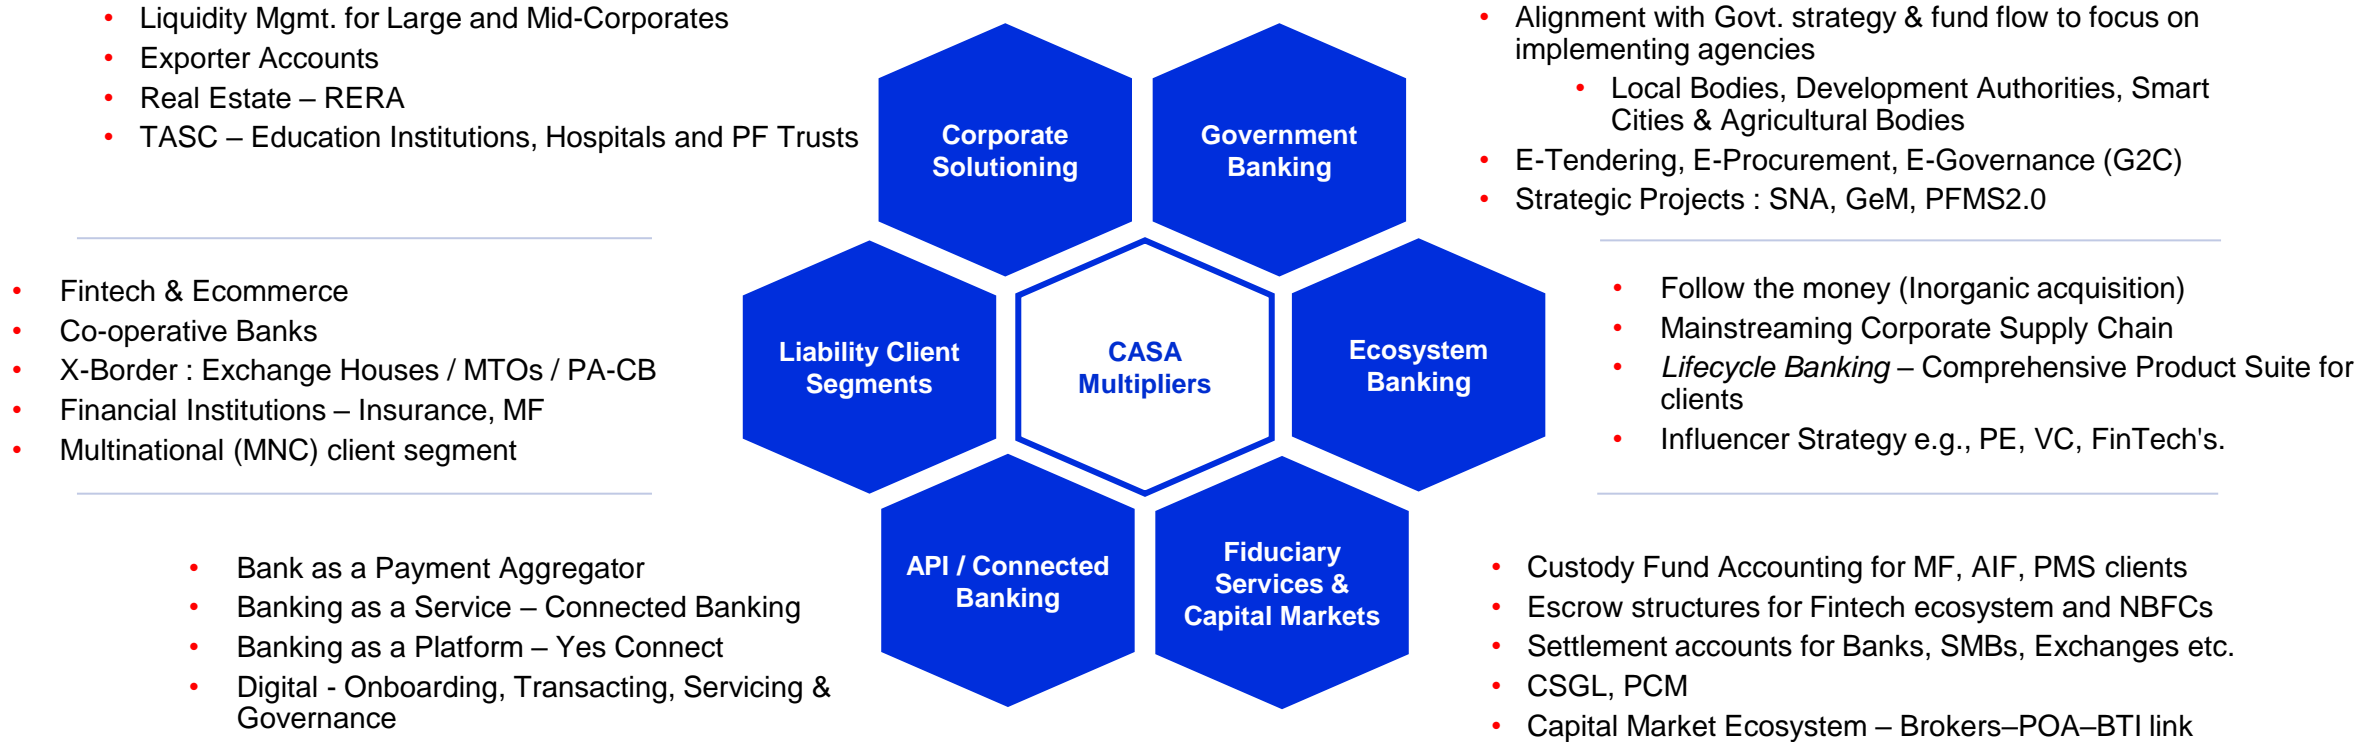 • Liquidity Mgmt. for Large and Mid-Corporates
• Exporter Accounts
• Real Estate – RERA
• TASC – Education Institutions, Hospitals and PF Trusts
Corporate
Solutioning
Government
Banking
• Alignment with Govt. strategy & fund flow to focus on
implementing agencies
• Local Bodies, Development Authorities, Smart
Cities & Agricultural Bodies
• E-Tendering, E-Procurement, E-Governance (G2C)
• Strategic Projects : SNA, GeM, PFMS2.0
• Fintech & Ecommerce
• Co-operative Banks
• X-Border : Exchange Houses / MTOs / PA-CB
• Financial Institutions – Insurance, MF
• Multinational (MNC) client segment
Liability Client
Segments
CASA
Multipliers
Ecosystem
Banking
• Follow the money (Inorganic acquisition)
• Mainstreaming Corporate Supply Chain
• Lifecycle Banking – Comprehensive Product Suite for
clients
• Influencer Strategy e.g., PE, VC, FinTech's.
• Bank as a Payment Aggregator
• Banking as a Service – Connected Banking
• Banking as a Platform – Yes Connect
• Digital - Onboarding, Transacting, Servicing &
Governance
API / Connected
Banking
Fiduciary
Services &
Capital Markets
• Custody Fund Accounting for MF, AIF, PMS clients
• Escrow structures for Fintech ecosystem and NBFCs
• Settlement accounts for Banks, SMBs, Exchanges etc.
• CSGL, PCM
• Capital Market Ecosystem – Brokers–POA–BTI link